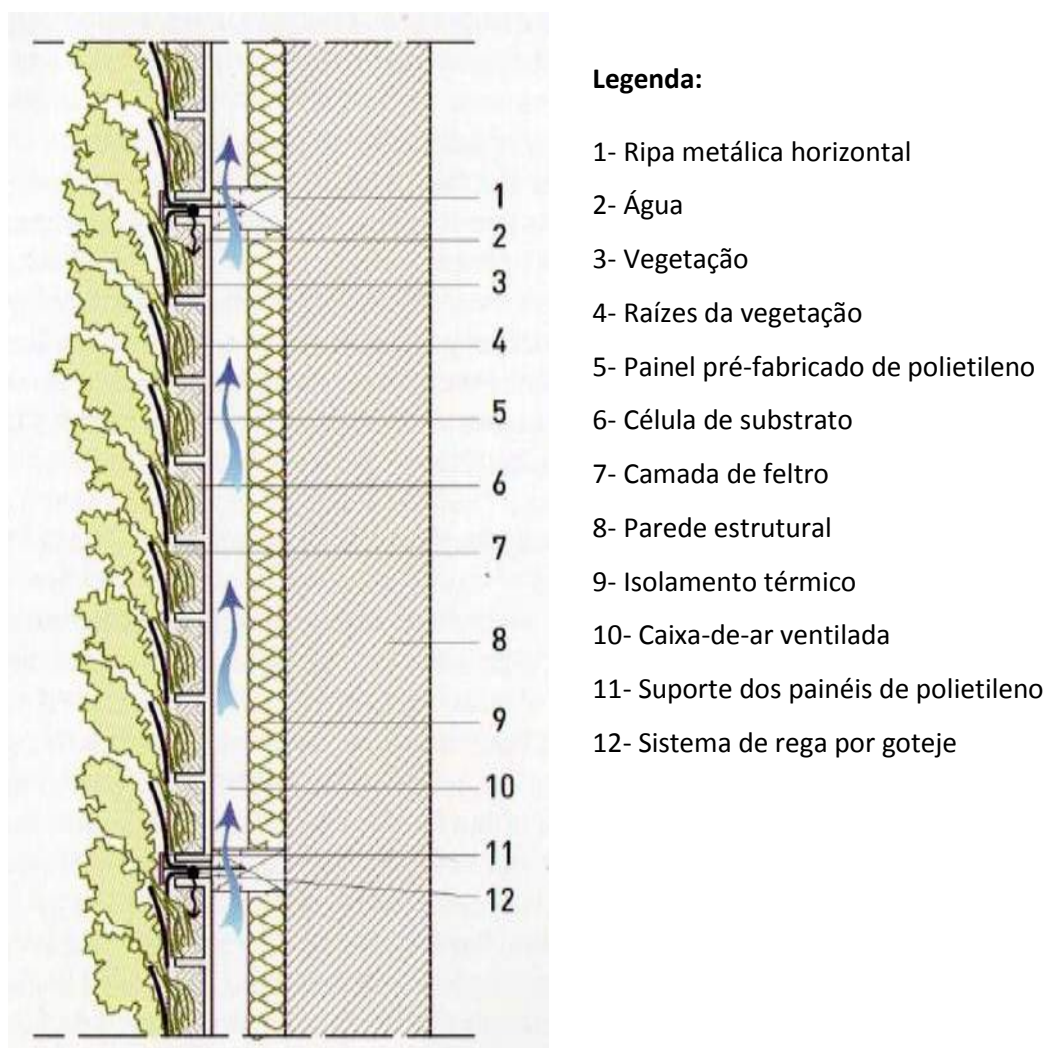 1
2
3
4
5
6
7
8
9
10
11
12
Legenda:
1- Ripa metálica horizontal
2- Água
3- Vegetação
4- Raízes da vegetação
5- Painel pré-fabricado de polietileno
6- Célula de substrato
7- Camada de feltro
8- Parede estrutural
9- Isolamento térmico
10- Caixa-de-ar ventilada
11- Suporte dos painéis de polietileno
12- Sistema de rega por goteje